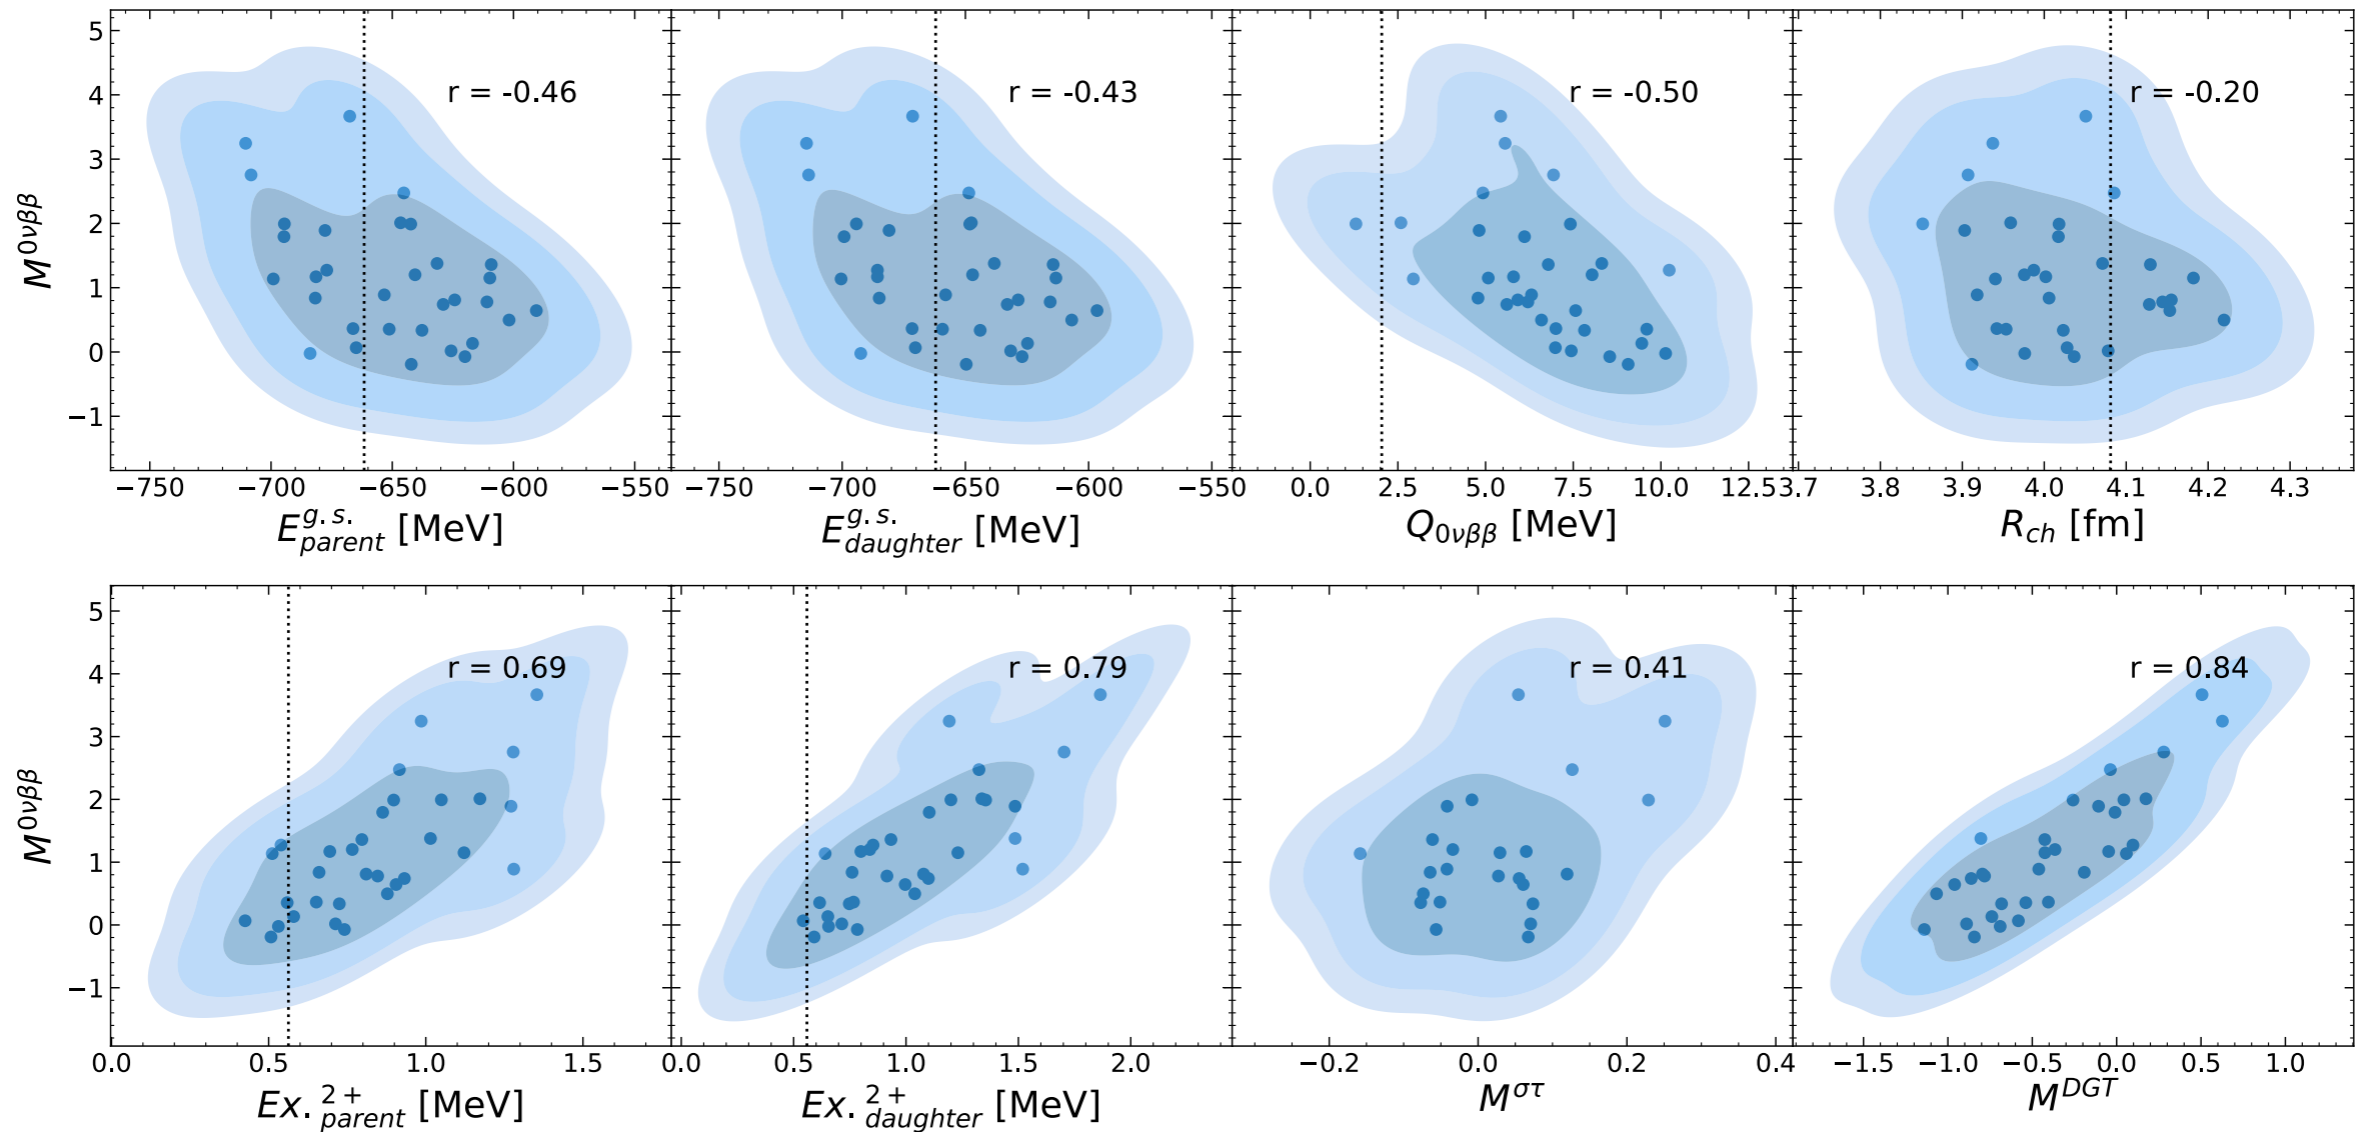 r = -0.46
r = -0.43
r = -0.50
r = -0.20
5
4
3
2
1
0
−1
M^{0νββ}
−750 −700 −650 −600 −550
−750 −700 −650 −600 −550
0.0 2.5 5.0 7.5 10.0 12.5
3.7 3.8 3.9 4.0 4.1 4.2 4.3
E^{g.s.}_{parent} [MeV]
E^{g.s.}_{daughter} [MeV]
Q_{0νββ} [MeV]
R_{ch} [fm]
r = 0.69
r = 0.79
r = 0.41
r = 0.84
5
4
3
2
1
0
−1
M^{0νββ}
0.0 0.5 1.0 1.5
0.0 0.5 1.0 1.5 2.0
−0.2 0.0 0.2 0.4
−1.5 −1.0 −0.5 0.0 0.5 1.0
Ex.^{2+}_{parent} [MeV]
Ex.^{2+}_{daughter} [MeV]
M^{στ}
M^{DGT}